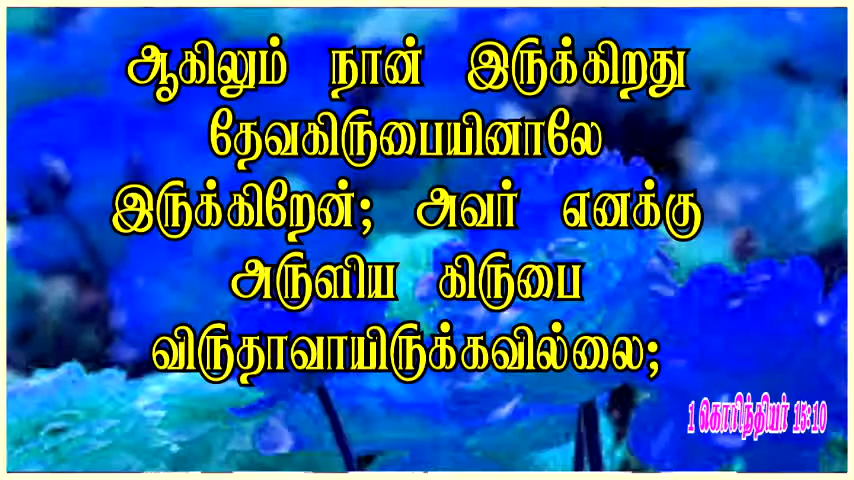 ஆகிலும் நான் இருக்கிறது
தேவகிருபையினாலே
இருக்கிறேன்; அவர் எனக்கு
அருளிய கிருபை
விருதாவாயிருக்கவில்லை;
1 கொரிந்தியர் 15:10